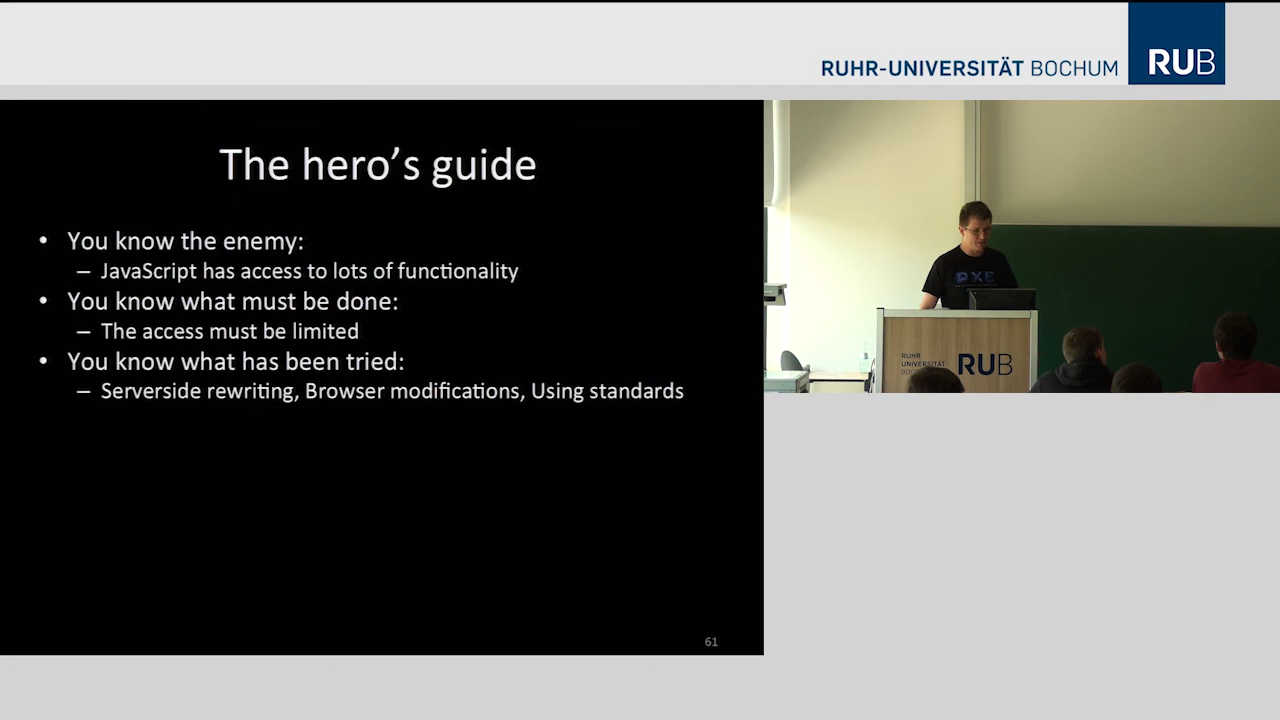 RUHR-UNIVERSITÄT BOCHUM
RUB
The hero’s guide
• You know the enemy:
– JavaScript has access to lots of functionality
• You know what must be done:
– The access must be limited
• You know what has been tried:
– Serverside rewriting, Browser modifications, Using standards
61
RUHR
UNIVERSITÄT
RUB